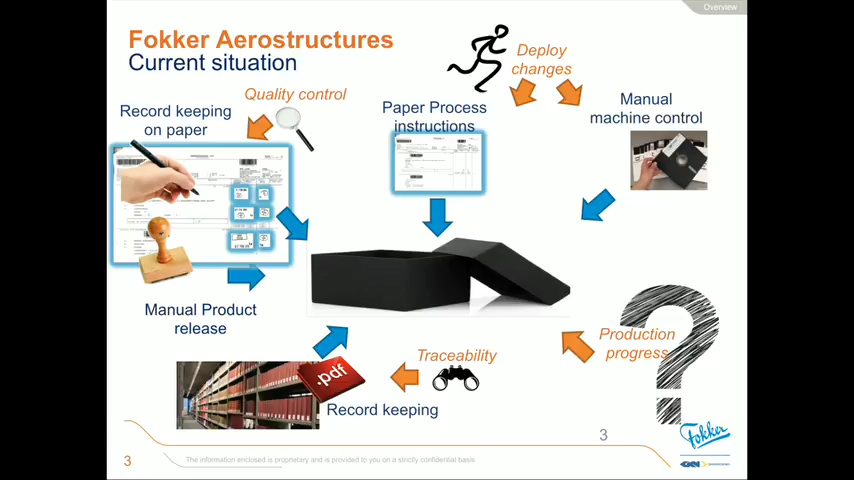 Overview
Fokker Aerostructures
Current situation
Deploy
changes
Quality control
Record keeping
on paper
Paper Process
instructions
Manual
machine control
Manual Product
release
.pdf
Traceability
Record keeping
Production
progress
3
3
The information enclosed is proprietary and is provided to you on a strictly confidential basis
Fokker
GKN